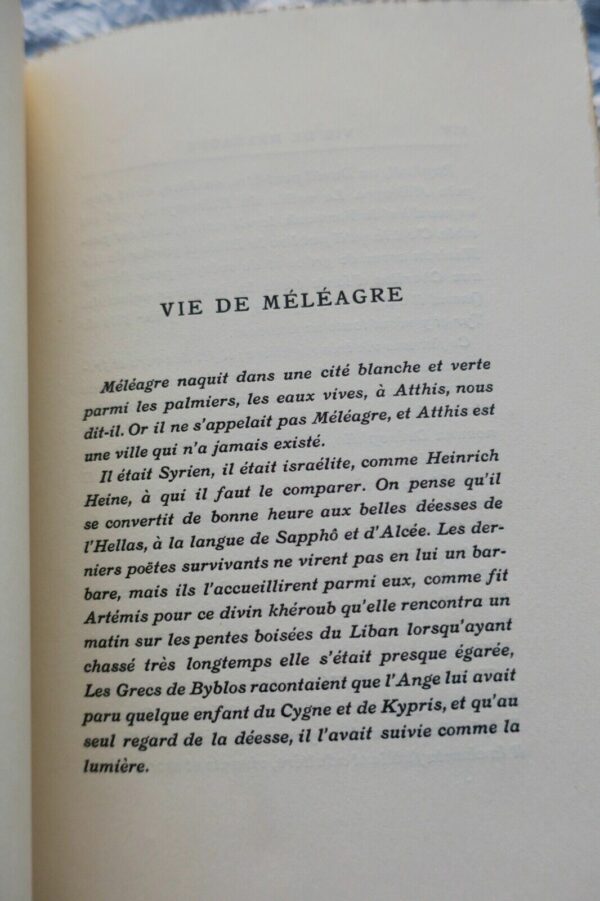 VIE DE MÉLÉAGRE
Méléagre naquit dans une cité blanche et verte
parmi les palmiers, les eaux vives, à Atthis, nous
dit-il. Or il ne s'appelait pas Méléagre, et Atthis est
une ville qui n'a jamais existé.
Il était Syrien, il était israélite, comme Heinrich
Heine, à qui il faut le comparer. On pense qu'il
se convertit de bonne heure aux belles déeses de
l'Hellas, à la langue de Sapphô et d'Alcée. Les der-
niers poëtes survivants ne virent pas en lui un bar-
bare, mais ils l'accueillirent parmi eux, comme fit
Artémis pour ce divin khéroub qu'elle rencontra un
matin sur les pentes boisées du Liban lorsqu'ayant
chassé très longtemps elle s'était presque égarée,
Les Grecs de Byblos racontaient que l'Ange lui avait
paru quelque enfant du Cygne et de Kypris, et qu'au
seul regard de la déesse, il l'avait suivie comme la
lumière.